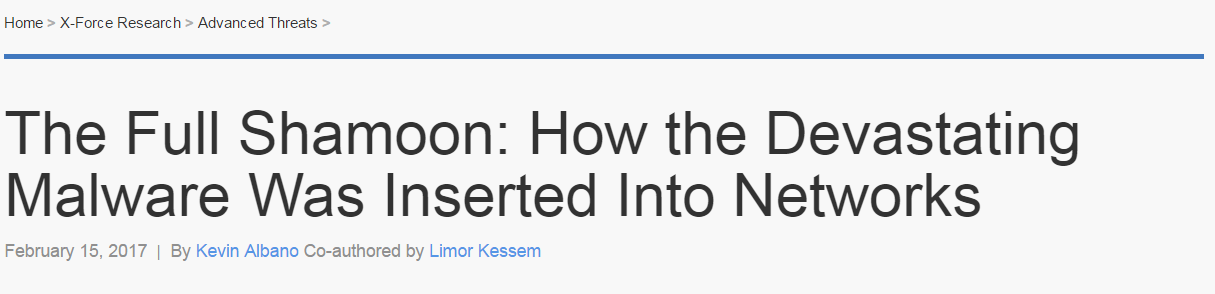 Home > X-Force Research > Advanced Threats >
The Full Shamoon: How the Devastating
Malware Was Inserted Into Networks
February 15, 2017 | By Kevin Albano Co-authored by Limor Kessem